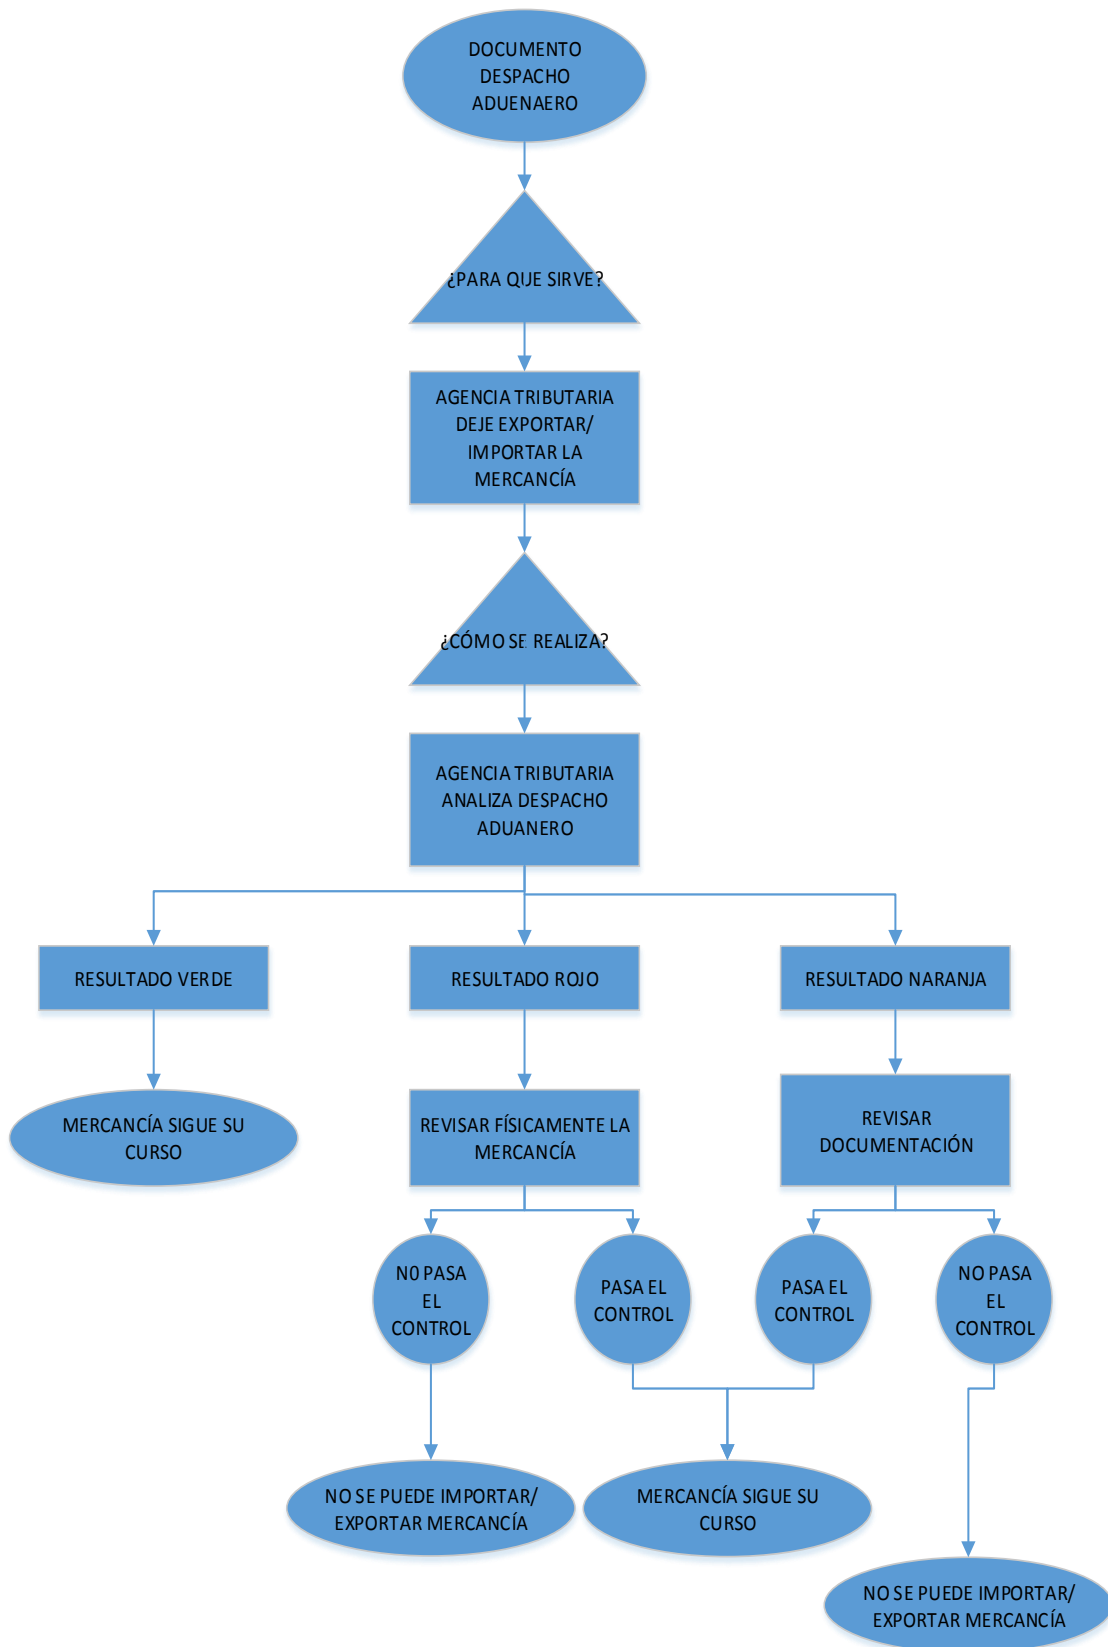 DOCUMENTO
DESPACHO
ADUENAERO
¿PARA QUE SIRVE?
AGENCIA TRIBUTARIA
DEJE EXPORTAR/
IMPORTAR LA
MERCANCÍA
¿CÓMO SE REALIZA?
AGENCIA TRIBUTARIA
ANALIZA DESPACHO
ADUANERO
RESULTADO VERDE
RESULTADO ROJO
RESULTADO NARANJA
MERCANCÍA SIGUE SU
CURSO
REVISAR FÍSICAMENTE LA
MERCANCÍA
REVISAR
DOCUMENTACIÓN
N0 PASA
EL
CONTROL
PASA EL
CONTROL
PASA EL
CONTROL
NO PASA
EL
CONTROL
NO SE PUEDE IMPORTAR/
EXPORTAR MERCANCÍA
MERCANCÍA SIGUE SU
CURSO
NO SE PUEDE IMPORTAR/
EXPORTAR MERCANCÍA